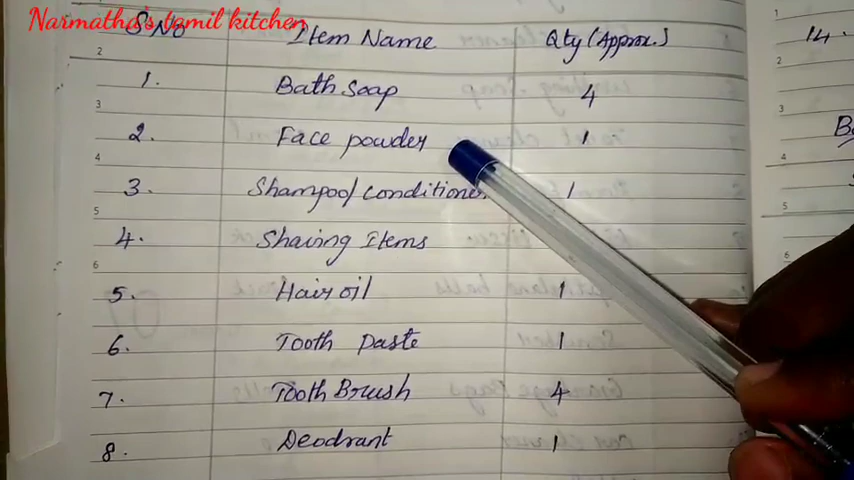 Narmatha's tamil kitchen
S.No Item Name Qty (Approx.)
1. Bath Soap 4
2. Face powder 1
3. Shampoo/conditioner 1
4. Shaving Items
5. Hair oil 1
6. Tooth paste 1
7. Tooth Brush 4
8. Deodrant 1
14.